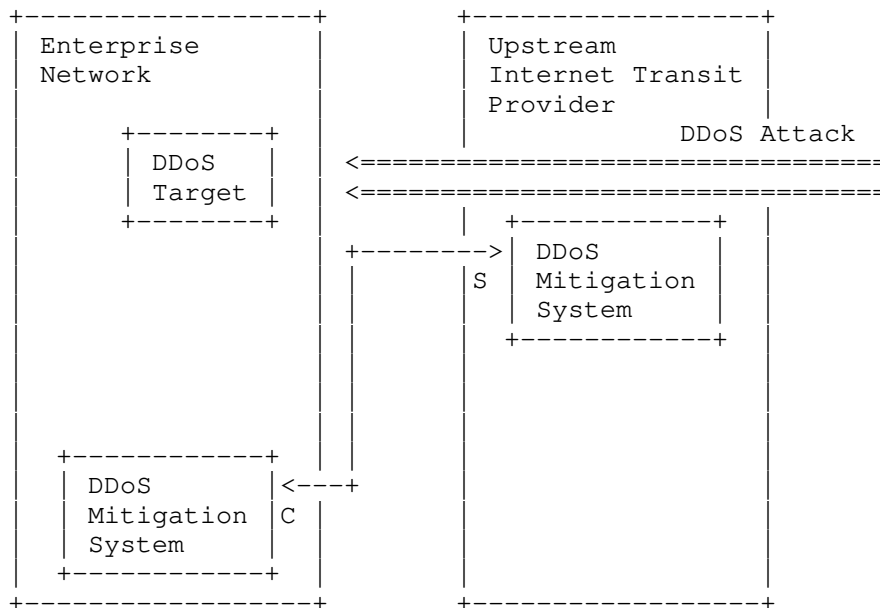 Enterprise
Network
Upstream
Internet Transit
Provider
DDoS Attack
DDoS
Target
DDoS
S Mitigation
System
DDoS
Mitigation C
System